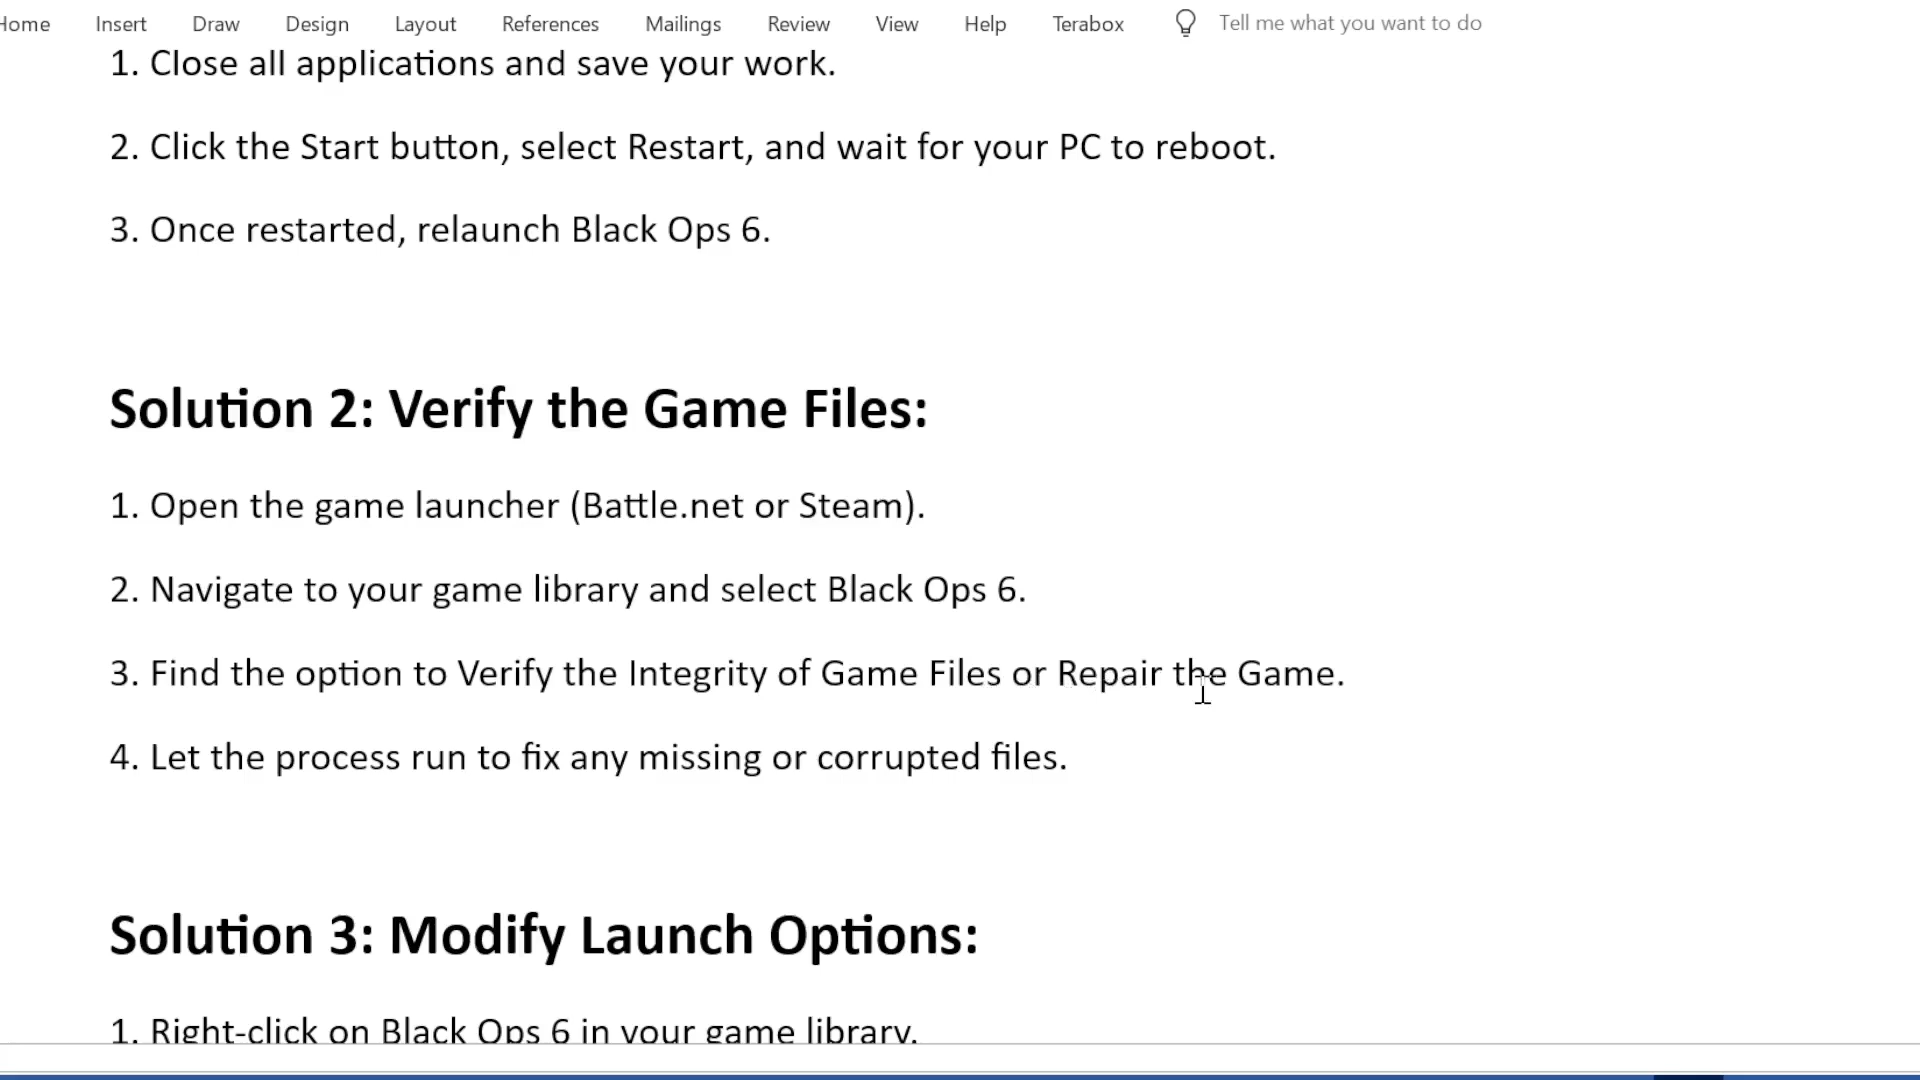 Home Insert Draw Design Layout References Mailings Review View Help Terabox Tell me what you want to do
1. Close all applications and save your work.
2. Click the Start button, select Restart, and wait for your PC to reboot.
3. Once restarted, relaunch Black Ops 6.
Solution 2: Verify the Game Files:
1. Open the game launcher (Battle.net or Steam).
2. Navigate to your game library and select Black Ops 6.
3. Find the option to Verify the Integrity of Game Files or Repair the Game.
4. Let the process run to fix any missing or corrupted files.
Solution 3: Modify Launch Options:
1. Right-click on Black Ops 6 in your game library.